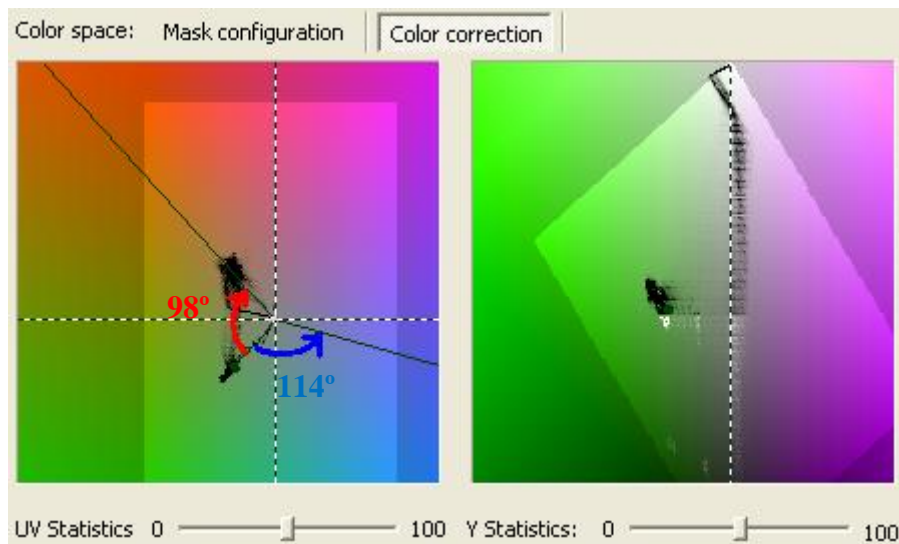 Color space: Mask configuration Color correction
98º
114º
UV Statistics 0 100 Y Statistics: 0 100